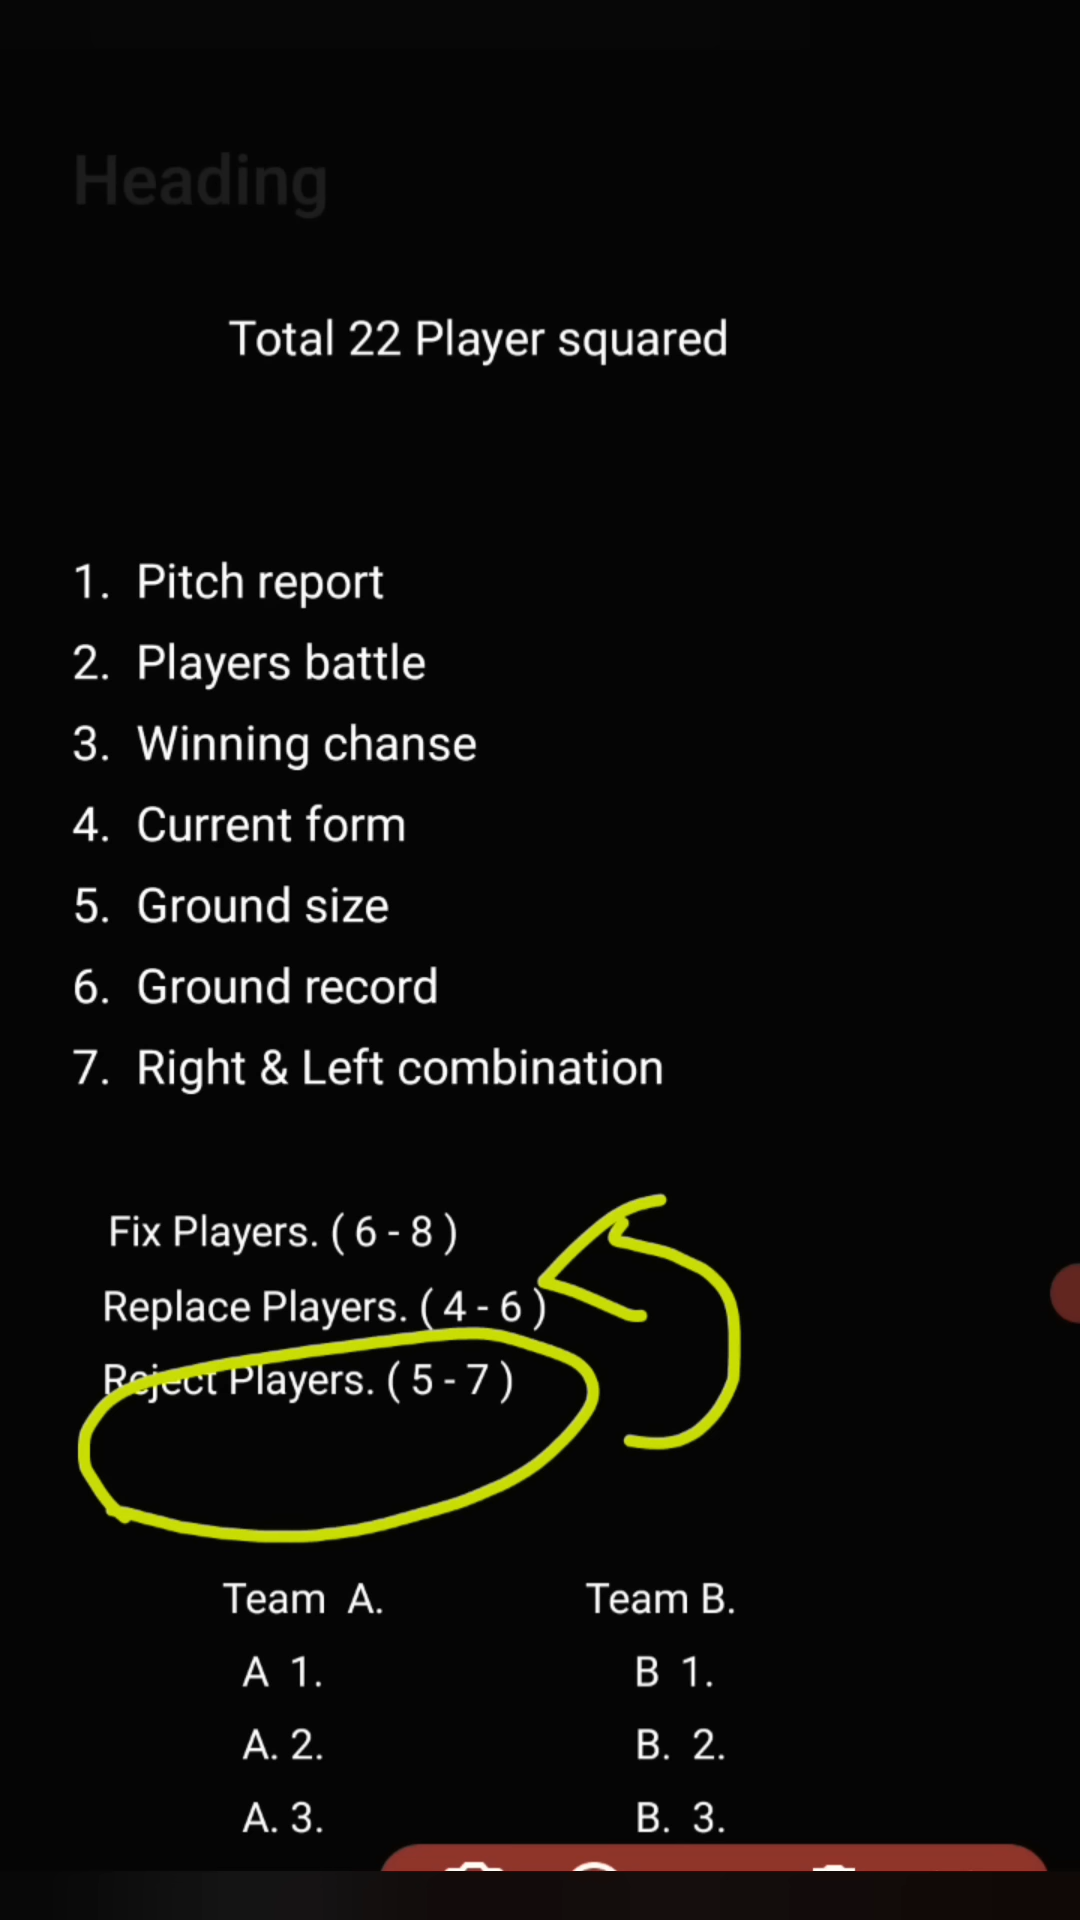 Heading
Total 22 Player squared
1. Pitch report
2. Players battle
3. Winning chanse
4. Current form
5. Ground size
6. Ground record
7. Right & Left combination
Fix Players. ( 6 - 8 )
Replace Players. ( 4 - 6 )
Reject Players. ( 5 - 7 )
Team A. Team B.
A 1. B 1.
A. 2. B. 2.
A. 3. B. 3.